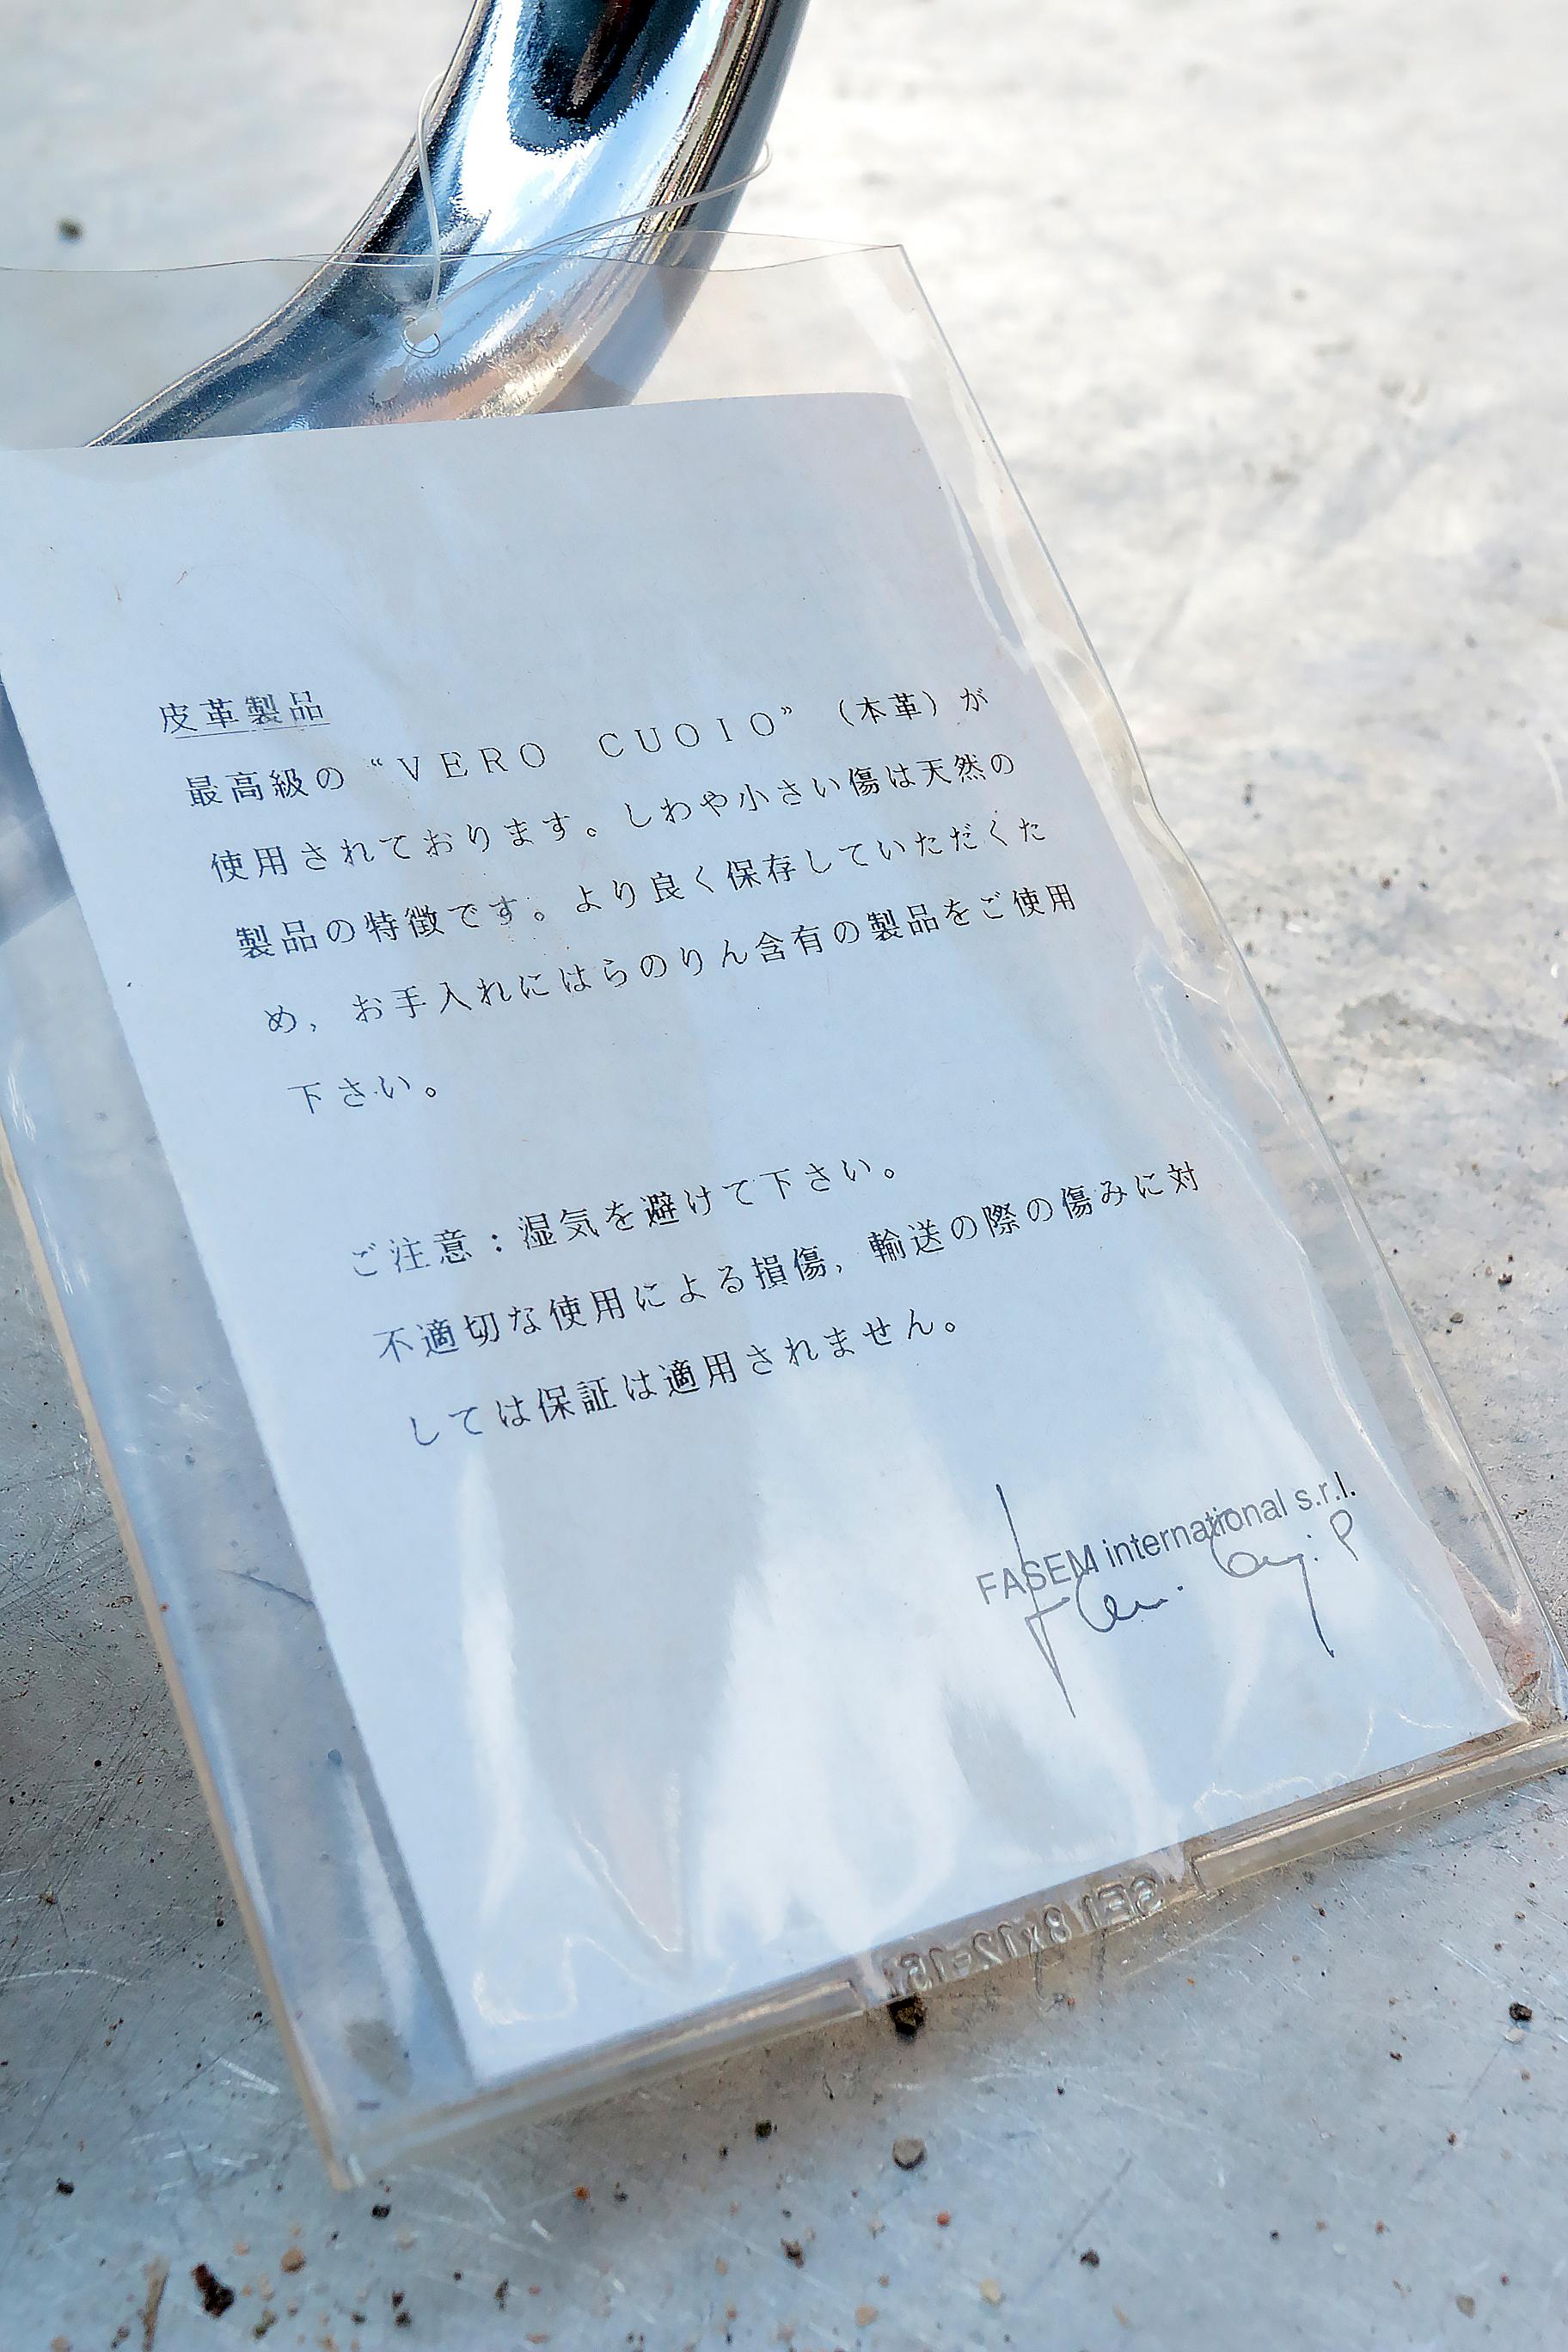 皮革製品
最高級の“ＶＥＲＯ　ＣＵＯＩＯ”（本革）が
使用されております。しわや小さい傷は天然の
製品の特徴です。より良く保存していただくた
め，お手入れにはらのりん含有の製品をご使用
下さい。
ご注意：湿気を避けて下さい。
不適切な使用による損傷，輸送の際の傷みに対
しては保証は適用されません。
FASEM international s.r.l.